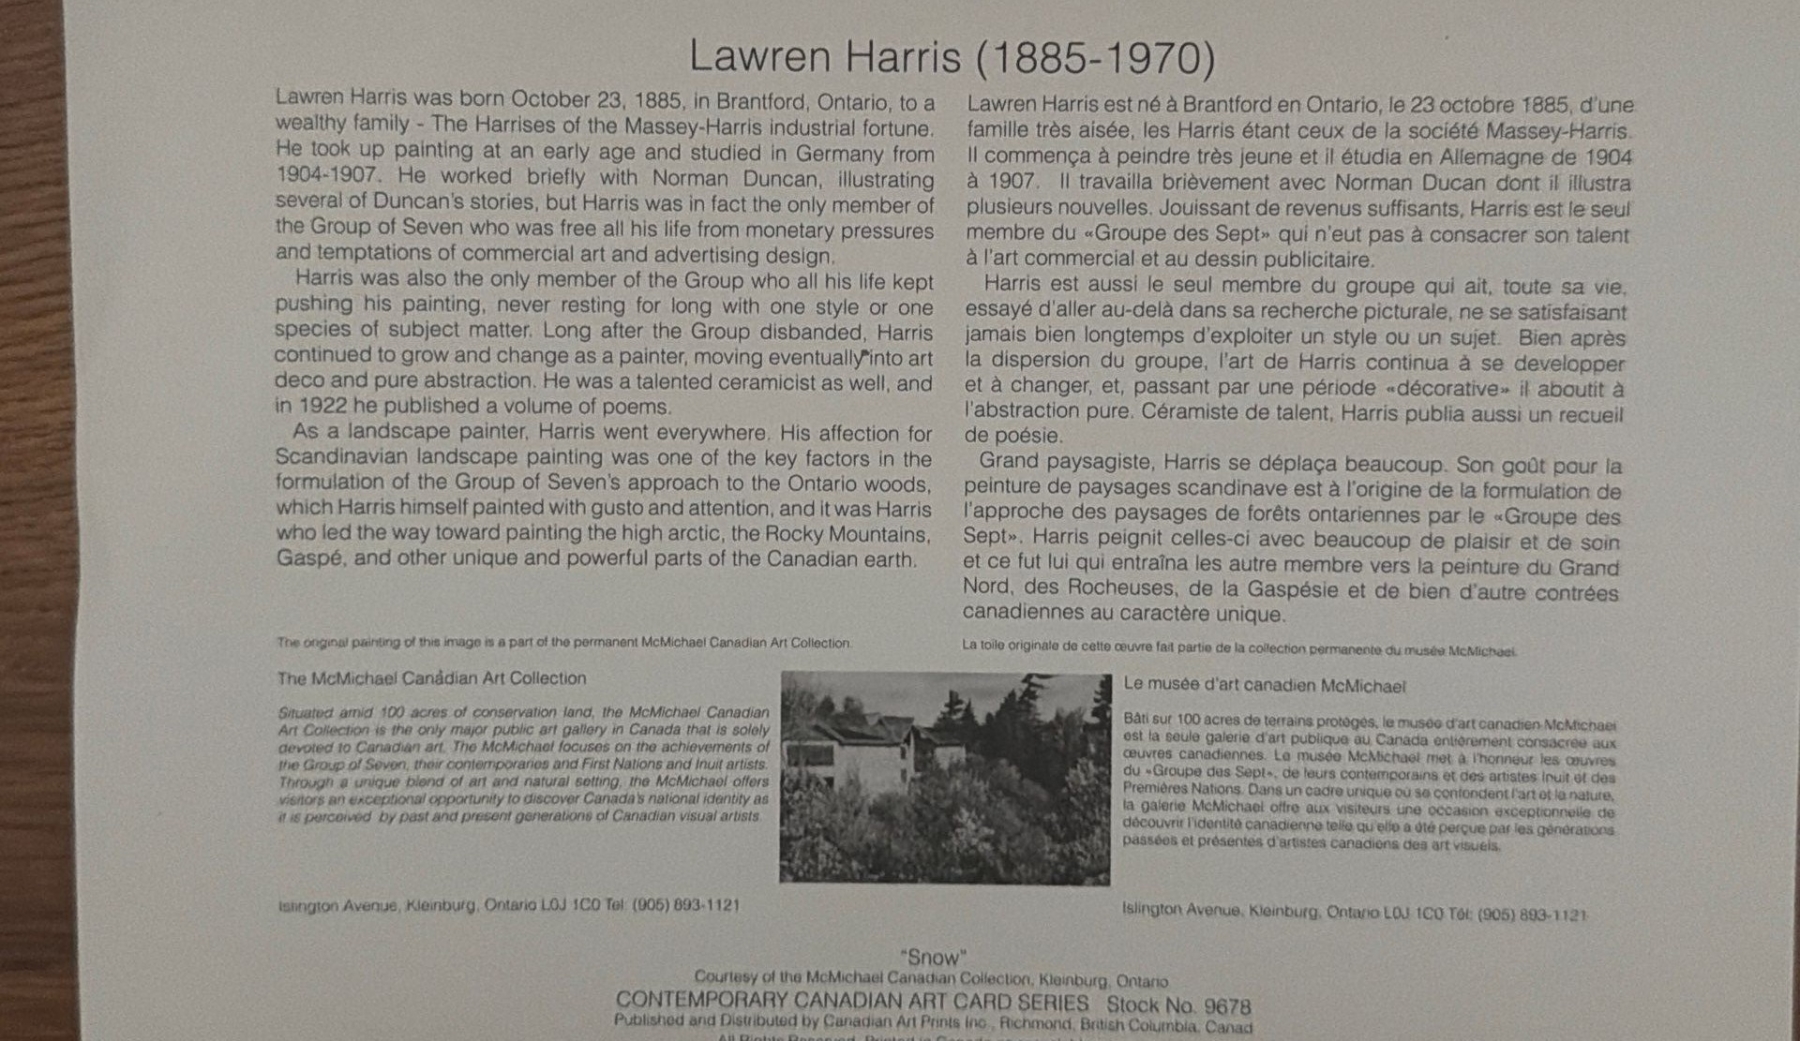 Lawren Harris (1885-1970)
Lawren Harris was born October 23, 1885, in Brantford, Ontario, to a
wealthy family - The Harrises of the Massey-Harris industrial fortune.
He took up painting at an early age and studied in Germany from
1904-1907. He worked briefly with Norman Duncan, illustrating
several of Duncan's stories, but Harris was in fact the only member of
the Group of Seven who was free all his life from monetary pressures
and temptations of commercial art and advertising design.
Harris was also the only member of the Group who all his life kept
pushing his painting, never resting for long with one style or one
species of subject matter. Long after the Group disbanded, Harris
continued to grow and change as a painter, moving eventually into art
deco and pure abstraction. He was a talented ceramicist as well, and
in 1922 he published a volume of poems.
As a landscape painter, Harris went everywhere. His affection for
Scandinavian landscape painting was one of the key factors in the
formulation of the Group of Seven's approach to the Ontario woods,
which Harris himself painted with gusto and attention, and it was Harris
who led the way toward painting the high arctic, the Rocky Mountains,
Gaspé, and other unique and powerful parts of the Canadian earth.
Lawren Harris est né à Brantford en Ontario, le 23 octobre 1885, d'une
famille très aisée, les Harris étant ceux de la société Massey-Harris.
Il commença à peindre très jeune et il étudia en Allemagne de 1904
à 1907. Il travailla brièvement avec Norman Ducan dont il illustra
plusieurs nouvelles. Jouissant de revenus suffisants, Harris est le seul
membre du «Groupe des Sept» qui n'eut pas à consacrer son talent
à l'art commercial et au dessin publicitaire.
Harris est aussi le seul membre du groupe qui ait, toute sa vie,
essayé d'aller au-delà dans sa recherche picturale, ne se satisfaisant
jamais bien longtemps d'exploiter un style ou un sujet. Bien après
la dispersion du groupe, l'art de Harris continua à se developper
et à changer, et, passant par une période «décorative» il aboutit à
l'abstraction pure. Céramiste de talent, Harris publia aussi un recueil
de poésie.
Grand paysagiste, Harris se déplaça beaucoup. Son goût pour la
peinture de paysages scandinave est à l'origine de la formulation de
l'approche des paysages de forêts ontariennes par le «Groupe des
Sept». Harris peignit celles-ci avec beaucoup de plaisir et de soin
et ce fut lui qui entraîna les autre membre vers la peinture du Grand
Nord, des Rocheuses, de la Gaspésie et de bien d'autre contrées
canadiennes au caractère unique.
The original painting of this image is a part of the permanent McMichael Canadian Art Collection.
La toile originale de cette œuvre fait partie de la collection permanente du musée McMichael.
The McMichael Canadian Art Collection
Situated amid 100 acres of conservation land, the McMichael Canadian
Art Collection is the only major public art gallery in Canada that is solely
devoted to Canadian art. The McMichael focuses on the achievements of
the Group of Seven, their contemporaries and First Nations and Inuit artists.
Through a unique blend of art and natural setting, the McMichael offers
visitors an exceptional opportunity to discover Canada's national identity as
it is perceived by past and present generations of Canadian visual artists.
Islington Avenue, Kleinburg, Ontario L0J 1C0 Tel: (905) 893-1121
Le musée d'art canadien McMichael
Bâti sur 100 acres de terrains protégés, le musée d'art canadien McMichael
est la seule galerie d'art publique au Canada entièrement consacrée aux
œuvres canadiennes. Le musée McMichael met à l'honneur les œuvres
du «Groupe des Sept», de leurs contemporains et des artistes Inuit et des
Premières Nations. Dans un cadre unique où se confondent l'art et la nature,
la galerie McMichael offre aux visiteurs une occasion exceptionnelle de
découvrir l'identité canadienne telle qu'elle a été perçue par les générations
passées et présentes d'artistes canadiens des art visuels.
Islington Avenue, Kleinburg, Ontario L0J 1C0 Tél: (905) 893-1121
"Snow"
Courtesy of the McMichael Canadian Collection, Kleinburg, Ontario
CONTEMPORARY CANADIAN ART CARD SERIES Stock No. 9678
Published and Distributed by Canadian Art Prints Inc., Richmond, British Columbia, Canad
All Rights Reserved.